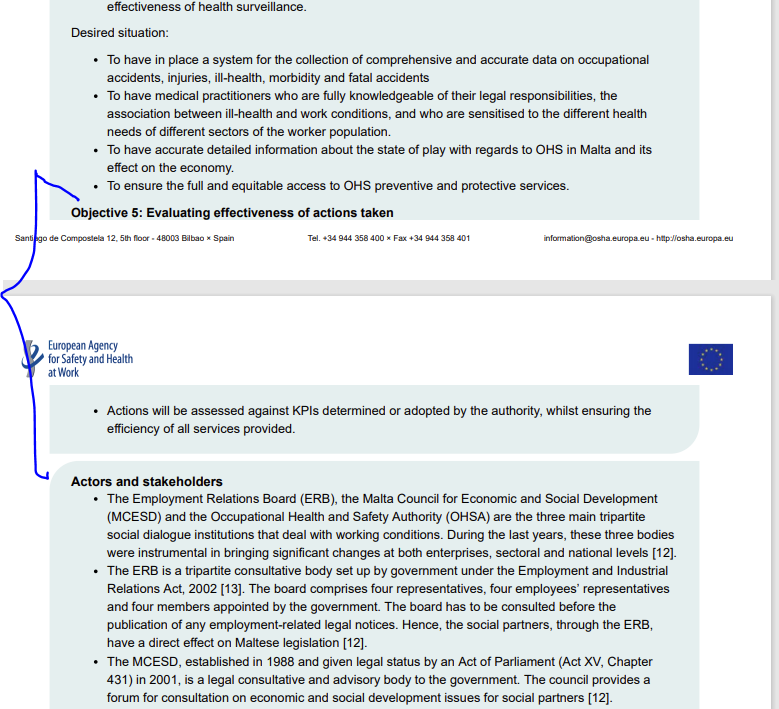 effectiveness of health surveillance.
Desired situation:
• To have in place a system for the collection of comprehensive and accurate data on occupational
accidents, injuries, ill-health, morbidity and fatal accidents
• To have medical practitioners who are fully knowledgeable of their legal responsibilities, the
association between ill-health and work conditions, and who are sensitised to the different health
needs of different sectors of the worker population.
• To have accurate detailed information about the state of play with regards to OHS in Malta and its
effect on the economy.
• To ensure the full and equitable access to OHS preventive and protective services.
Objective 5: Evaluating effectiveness of actions taken
Santiago de Compostela 12, 5th floor - 48003 Bilbao × Spain Tel. +34 944 358 400 × Fax +34 944 358 401 information@osha.europa.eu - http://osha.europa.eu
European Agency
for Safety and Health
at Work
• Actions will be assessed against KPIs determined or adopted by the authority, whilst ensuring the
efficiency of all services provided.
Actors and stakeholders
• The Employment Relations Board (ERB), the Malta Council for Economic and Social Development
(MCESD) and the Occupational Health and Safety Authority (OHSA) are the three main tripartite
social dialogue institutions that deal with working conditions. During the last years, these three bodies
were instrumental in bringing significant changes at both enterprises, sectoral and national levels [12].
• The ERB is a tripartite consultative body set up by government under the Employment and Industrial
Relations Act, 2002 [13]. The board comprises four representatives, four employees' representatives
and four members appointed by the government. The board has to be consulted before the
publication of any employment-related legal notices. Hence, the social partners, through the ERB,
have a direct effect on Maltese legislation [12].
• The MCESD, established in 1988 and given legal status by an Act of Parliament (Act XV, Chapter
431) in 2001, is a legal consultative and advisory body to the government. The council provides a
forum for consultation on economic and social development issues for social partners [12].